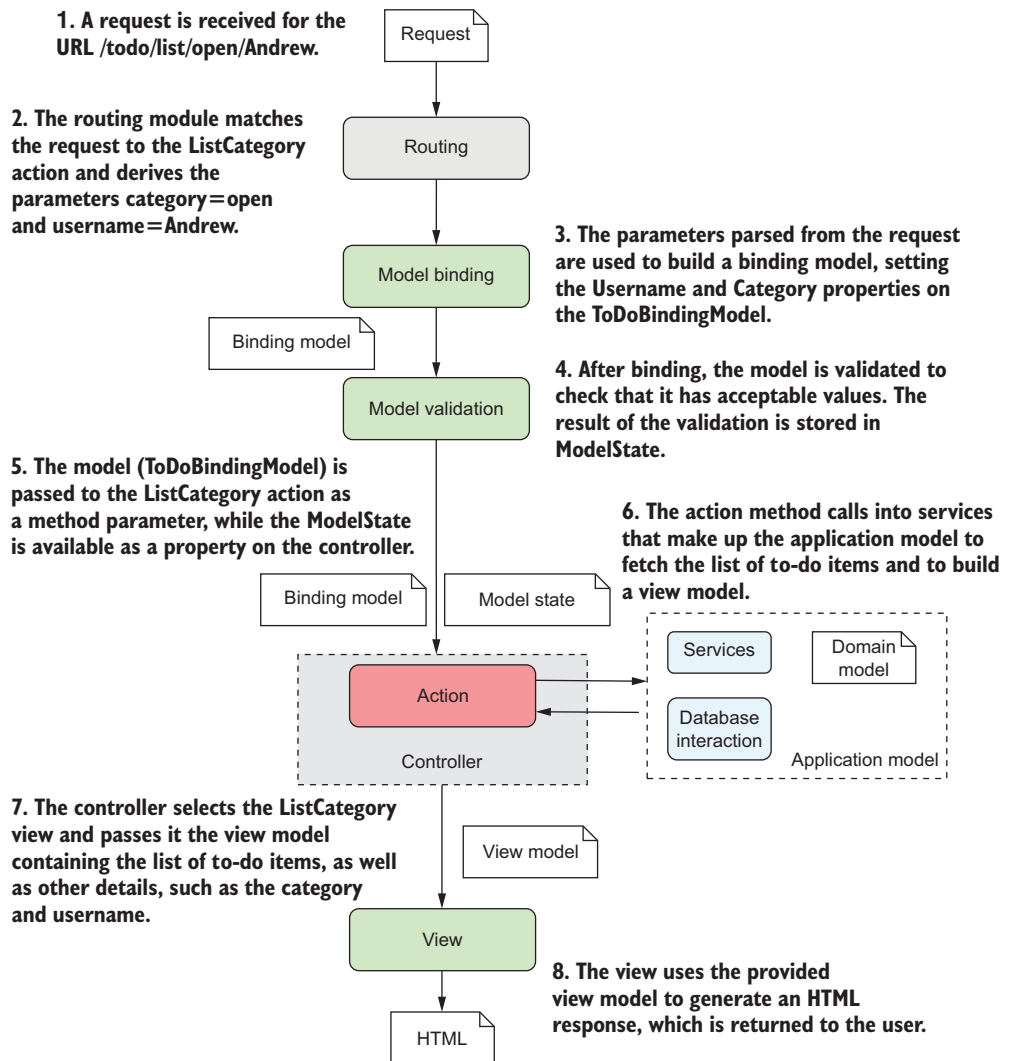 1. A request is received for the
URL /todo/list/open/Andrew.
Request
2. The routing module matches
the request to the ListCategory
action and derives the
parameters category=open
and username=Andrew.
Routing
3. The parameters parsed from the request
are used to build a binding model, setting
the Username and Category properties on
the ToDoBindingModel.
Model binding
Binding model
4. After binding, the model is validated to
check that it has acceptable values. The
result of the validation is stored in
ModelState.
Model validation
5. The model (ToDoBindingModel) is
passed to the ListCategory action as
a method parameter, while the ModelState
is available as a property on the controller.
6. The action method calls into services
that make up the application model to
fetch the list of to-do items and to build
a view model.
Binding model
Model state
Services
Domain
model
Action
Database
interaction
Controller
Application model
7. The controller selects the ListCategory
view and passes it the view model
containing the list of to-do items, as well
as other details, such as the category
and username.
View model
View
8. The view uses the provided
view model to generate an HTML
response, which is returned to the user.
HTML